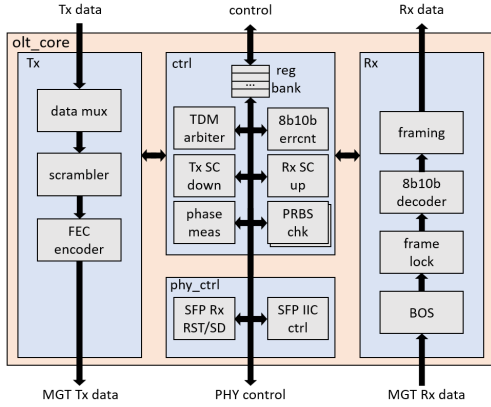 Tx data
control
Rx data
olt_core
Tx
data mux
scrambler
FEC
encoder
ctrl
reg
bank
...
TDM
arbiter
8b10b
errcnt
Tx SC
down
Rx SC
up
phase
meas
PRBS
chk
phy_ctrl
SFP Rx
RST/SD
SFP IIC
ctrl
Rx
framing
8b10b
decoder
frame
lock
BOS
MGT Tx data
PHY control
MGT Rx data